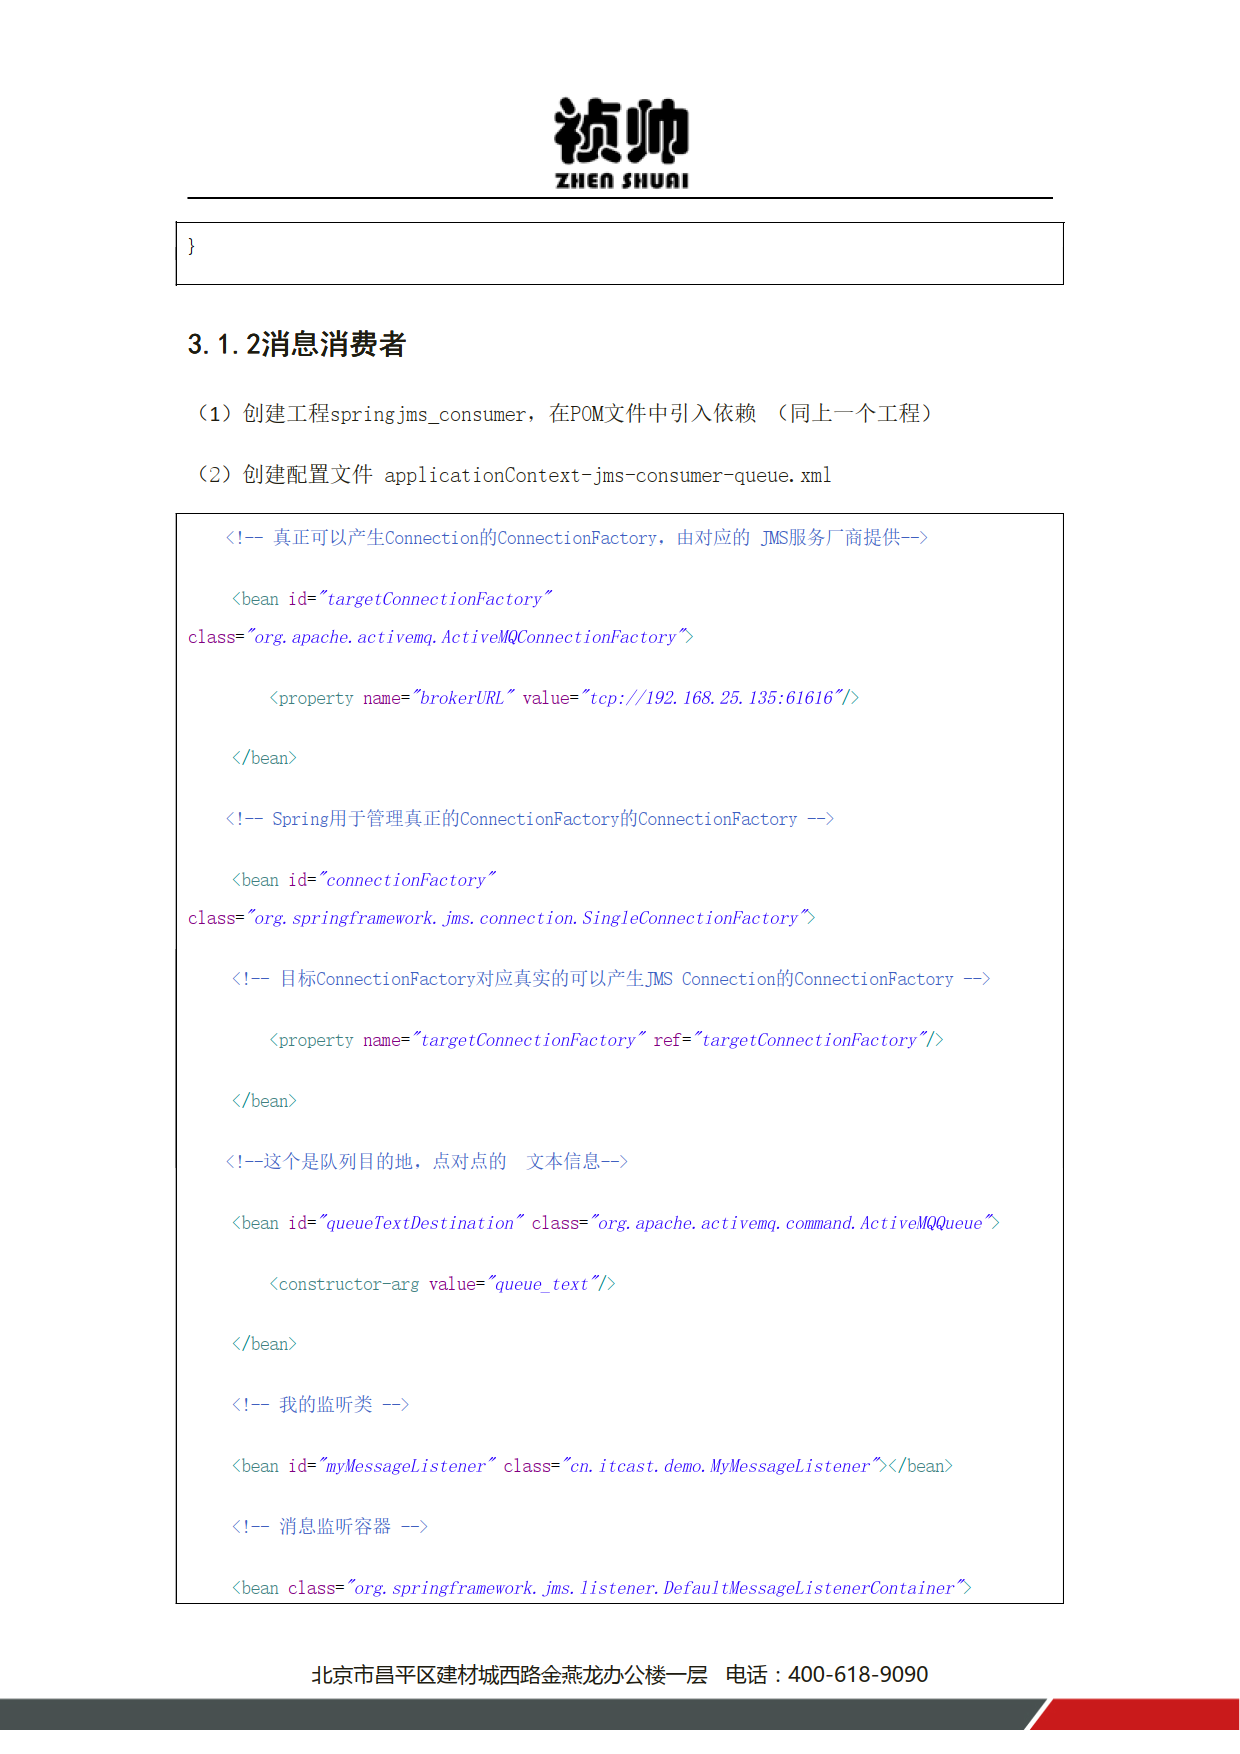 祯帅
ZHEN SHUAI
}
3.1.2消息消费者
（1）创建工程springjms_consumer，在POM文件中引入依赖 （同上一个工程）
（2）创建配置文件 applicationContext-jms-consumer-queue.xml
<!-- 真正可以产生Connection的ConnectionFactory，由对应的 JMS服务厂商提供-->
<bean id="targetConnectionFactory"
class="org.apache.activemq.ActiveMQConnectionFactory">
<property name="brokerURL" value="tcp://192.168.25.135:61616"/>
</bean>
<!-- Spring用于管理真正的ConnectionFactory的ConnectionFactory -->
<bean id="connectionFactory"
class="org.springframework.jms.connection.SingleConnectionFactory">
<!-- 目标ConnectionFactory对应真实的可以产生JMS Connection的ConnectionFactory -->
<property name="targetConnectionFactory" ref="targetConnectionFactory"/>
</bean>
<!--这个是队列目的地，点对点的  文本信息-->
<bean id="queueTextDestination" class="org.apache.activemq.command.ActiveMQQueue">
<constructor-arg value="queue_text"/>
</bean>
<!-- 我的监听类 -->
<bean id="myMessageListener" class="cn.itcast.demo.MyMessageListener"></bean>
<!-- 消息监听容器 -->
<bean class="org.springframework.jms.listener.DefaultMessageListenerContainer">
北京市昌平区建材城西路金燕龙办公楼一层 电话：400-618-9090